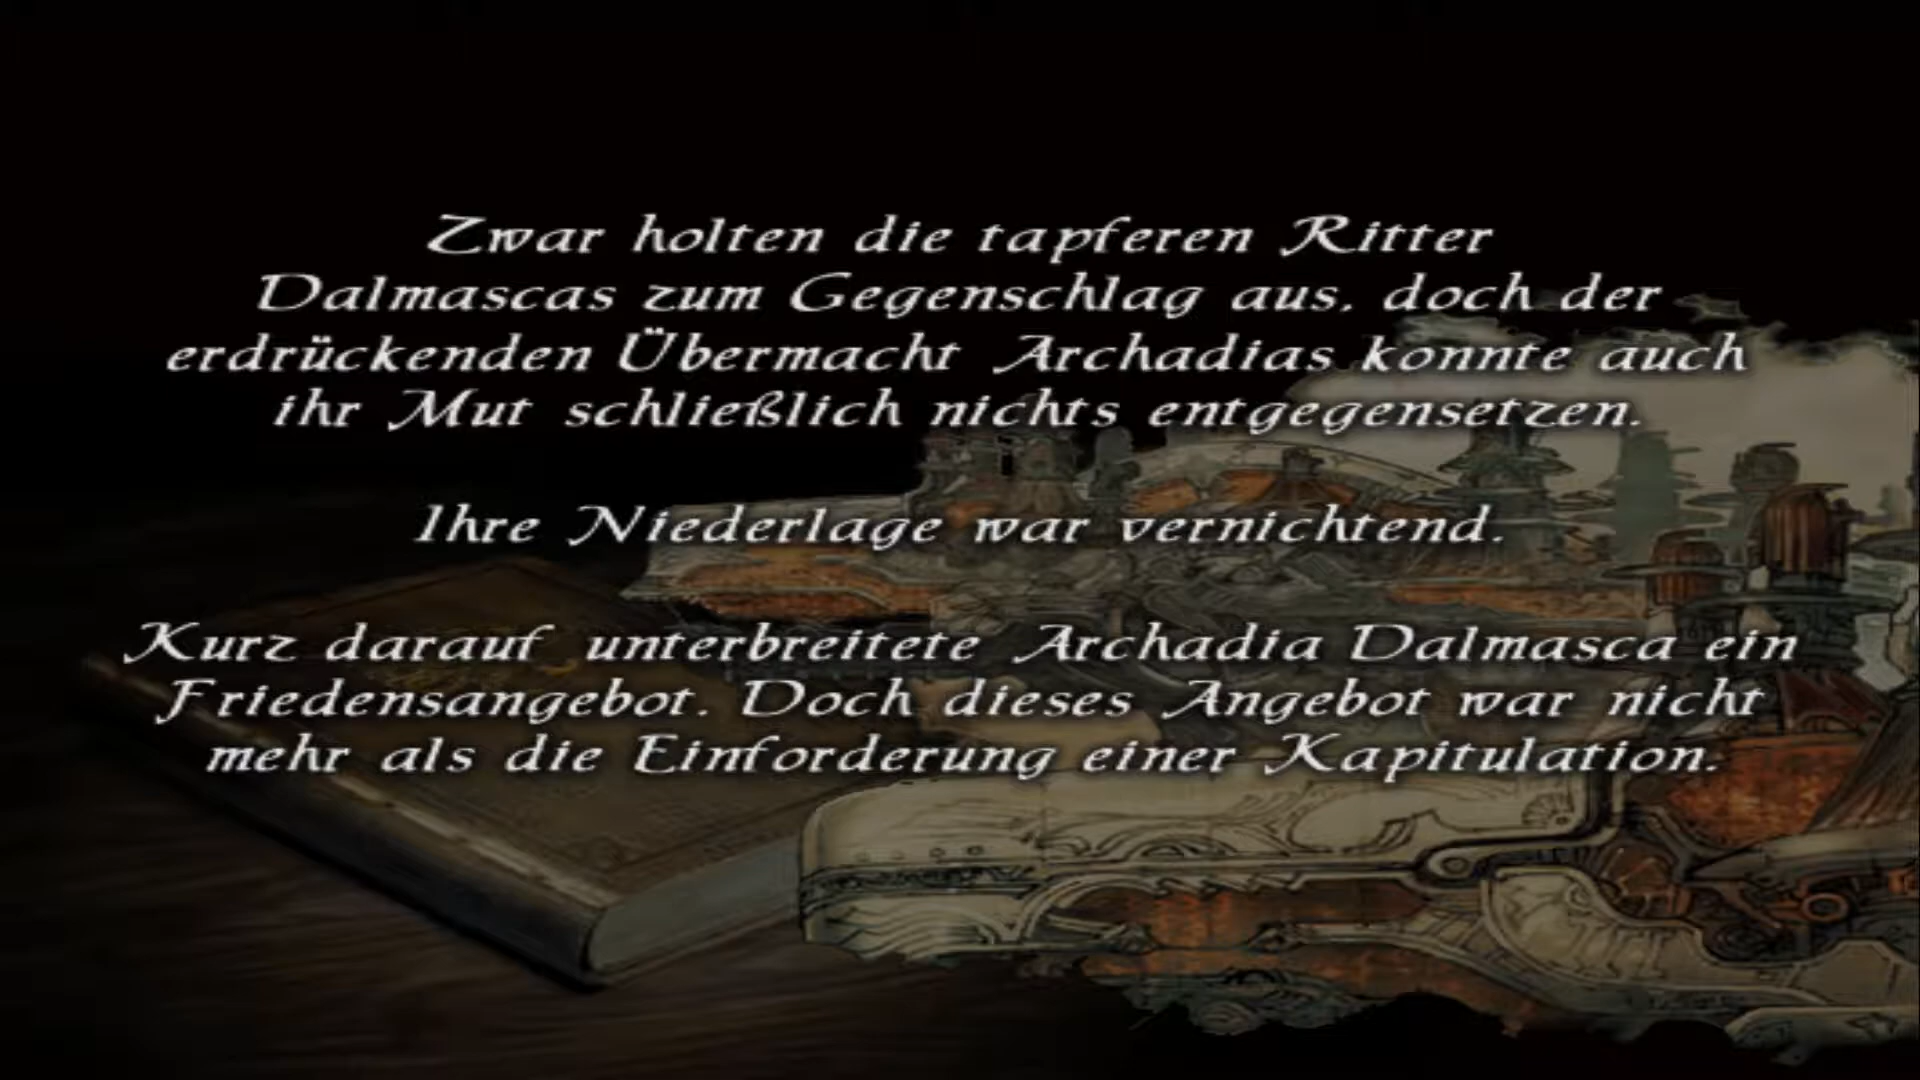 Zwar holten die tapferen Ritter
Dalmascas zum Gegenschlag aus, doch der
erdrückenden Übermacht Archadias konnte auch
ihr Mut schließlich nichts entgegensetzen.
Ihre Niederlage war vernichtend.
Kurz darauf unterbreitete Archadia Dalmasca ein
Friedensangebot. Doch dieses Angebot war nicht
mehr als die Einforderung einer Kapitulation.